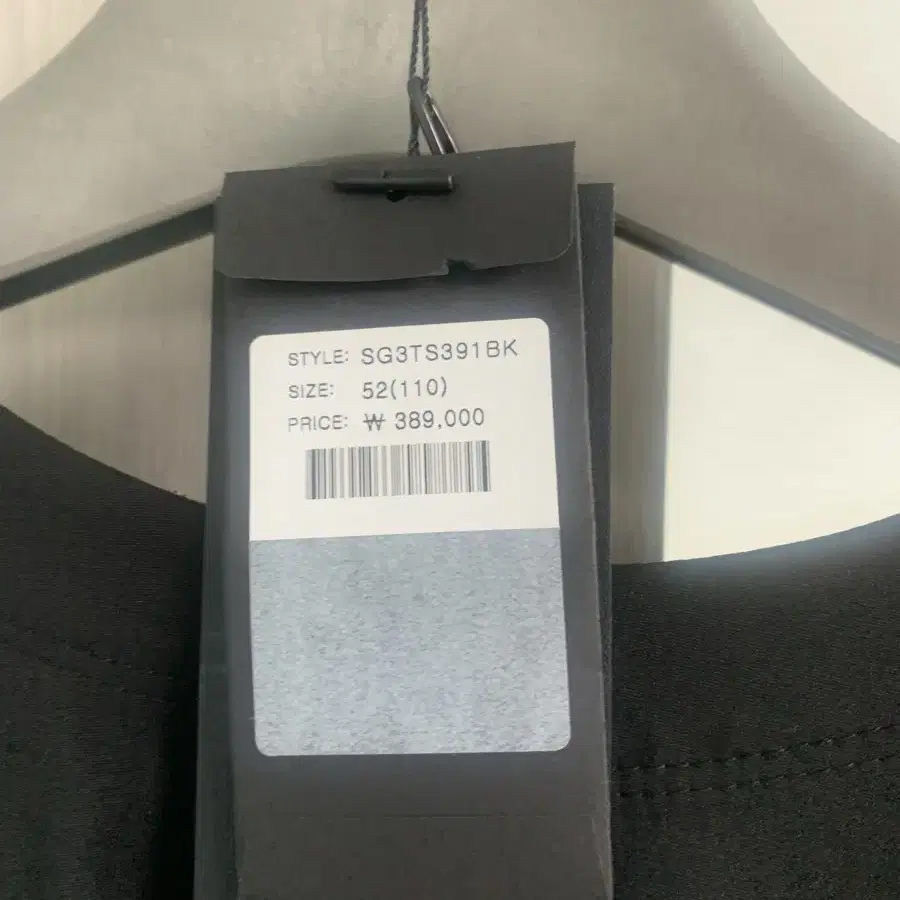 STYLE: SG3TS391BK
SIZE: 52(110)
PRICE: ₩ 389,000